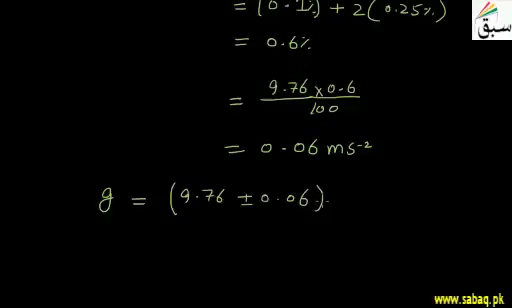 = (0.1%) + 2(0.25%)
= 0.6%
= 9.76 x 0.6 / 100
= 0.06 ms-2
g = (9.76 ± 0.06)
سبق
www.sabaq.pk